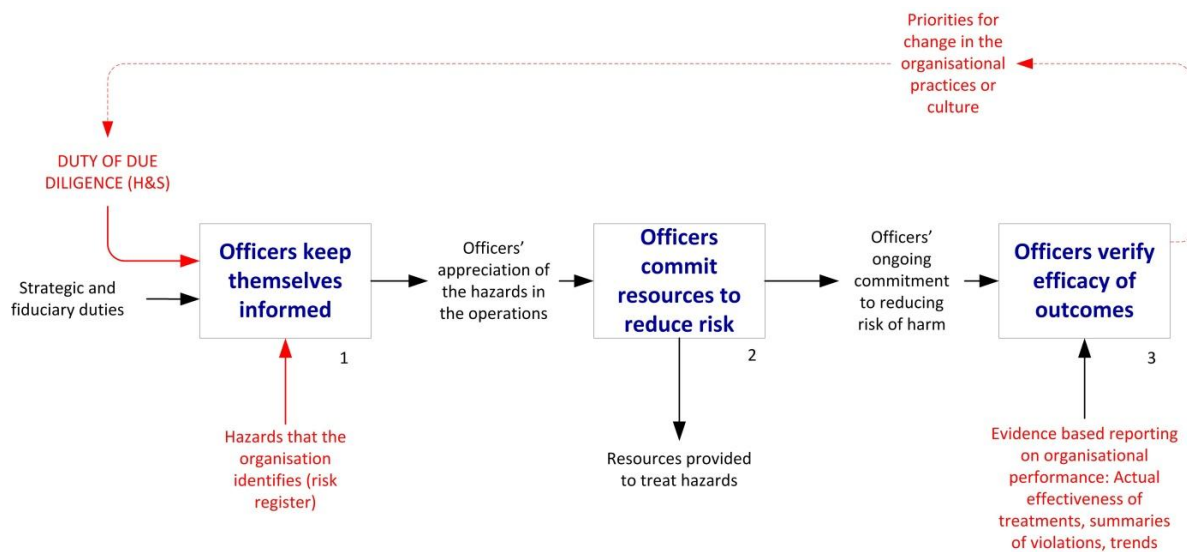 Priorities for
change in the
organisational
practices or
culture
DUTY OF DUE
DILIGENCE (H&S)
Strategic and
fiduciary duties
Officers keep
themselves
informed
1
Hazards that the
organisation
identifies (risk
register)
Officers’
appreciation of
the hazards in
the operations
Officers
commit
resources to
reduce risk
2
Resources provided
to treat hazards
Officers’
ongoing
commitment
to reducing
risk of harm
Officers verify
efficacy of
outcomes
3
Evidence based reporting
on organisational
performance: Actual
effectiveness of
treatments, summaries
of violations, trends